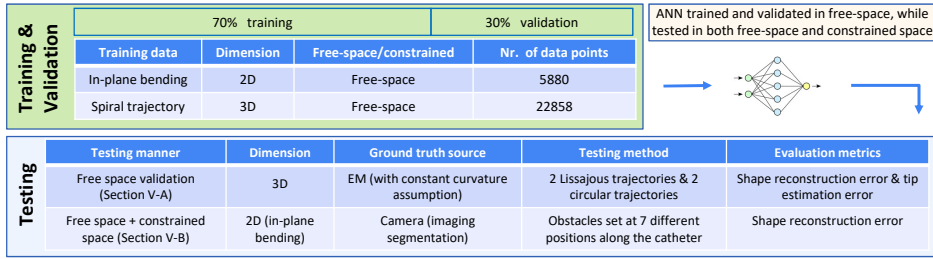 Training &
Validation
70% training
30% validation
Training data
Dimension
Free-space/constrained
Nr. of data points
In-plane bending
2D
Free-space
5880
Spiral trajectory
3D
Free-space
22858
ANN trained and validated in free-space, while
tested in both free-space and constrained space
Testing
Testing manner
Dimension
Ground truth source
Testing method
Evaluation metrics
Free space validation
(Section V-A)
3D
EM (with constant curvature
assumption)
2 Lissajous trajectories & 2
circular trajectories
Shape reconstruction error & tip
estimation error
Free space + constrained
space (Section V-B)
2D (in-plane
bending)
Camera (imaging
segmentation)
Obstacles set at 7 different
positions along the catheter
Shape reconstruction error